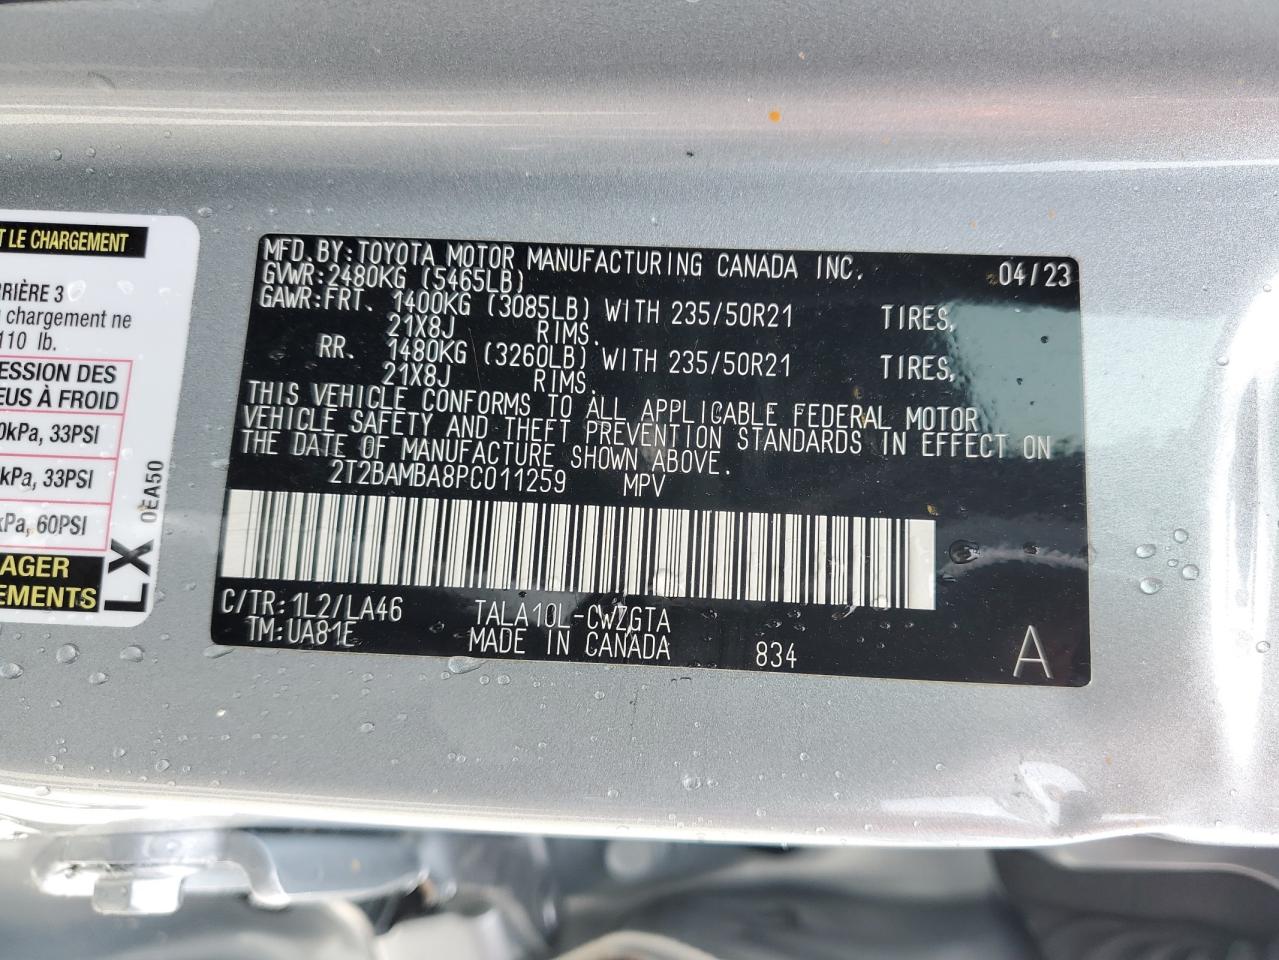 T LE CHARGEMENT
RIÈRE 3
chargement ne
110 lb.
ESSION DES
EUS À FROID
0kPa, 33PSI
kPa, 33PSI
kPa, 60PSI
AGER
EMENTS
LX
0EA50
MFD.BY:TOYOTA MOTOR MANUFACTURING CANADA INC. 04/23
GVWR:2480KG (5465LB)
GAWR:FRT. 1400KG (3085LB) WITH 235/50R21 TIRES,
21X8J RIMS.
RR. 1480KG (3260LB) WITH 235/50R21 TIRES,
21X8J RIMS.
THIS VEHICLE CONFORMS TO ALL APPLICABLE FEDERAL MOTOR
VEHICLE SAFETY AND THEFT PREVENTION STANDARDS IN EFFECT ON
THE DATE OF MANUFACTURE SHOWN ABOVE.
2T2BAMBA8PC011259 MPV
C/TR:1L2/LA46 TALA10L-CWZGTA
TM:UA81E MADE IN CANADA 834
A